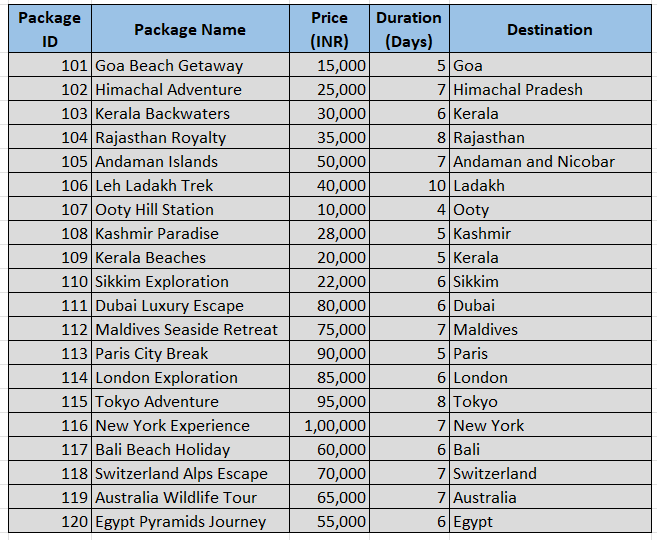 Package ID Package Name Price (INR) Duration (Days) Destination
101 Goa Beach Getaway 15,000 5 Goa
102 Himachal Adventure 25,000 7 Himachal Pradesh
103 Kerala Backwaters 30,000 6 Kerala
104 Rajasthan Royalty 35,000 8 Rajasthan
105 Andaman Islands 50,000 7 Andaman and Nicobar
106 Leh Ladakh Trek 40,000 10 Ladakh
107 Ooty Hill Station 10,000 4 Ooty
108 Kashmir Paradise 28,000 5 Kashmir
109 Kerala Beaches 20,000 5 Kerala
110 Sikkim Exploration 22,000 6 Sikkim
111 Dubai Luxury Escape 80,000 6 Dubai
112 Maldives Seaside Retreat 75,000 7 Maldives
113 Paris City Break 90,000 5 Paris
114 London Exploration 85,000 6 London
115 Tokyo Adventure 95,000 8 Tokyo
116 New York Experience 1,00,000 7 New York
117 Bali Beach Holiday 60,000 6 Bali
118 Switzerland Alps Escape 70,000 7 Switzerland
119 Australia Wildlife Tour 65,000 7 Australia
120 Egypt Pyramids Journey 55,000 6 Egypt